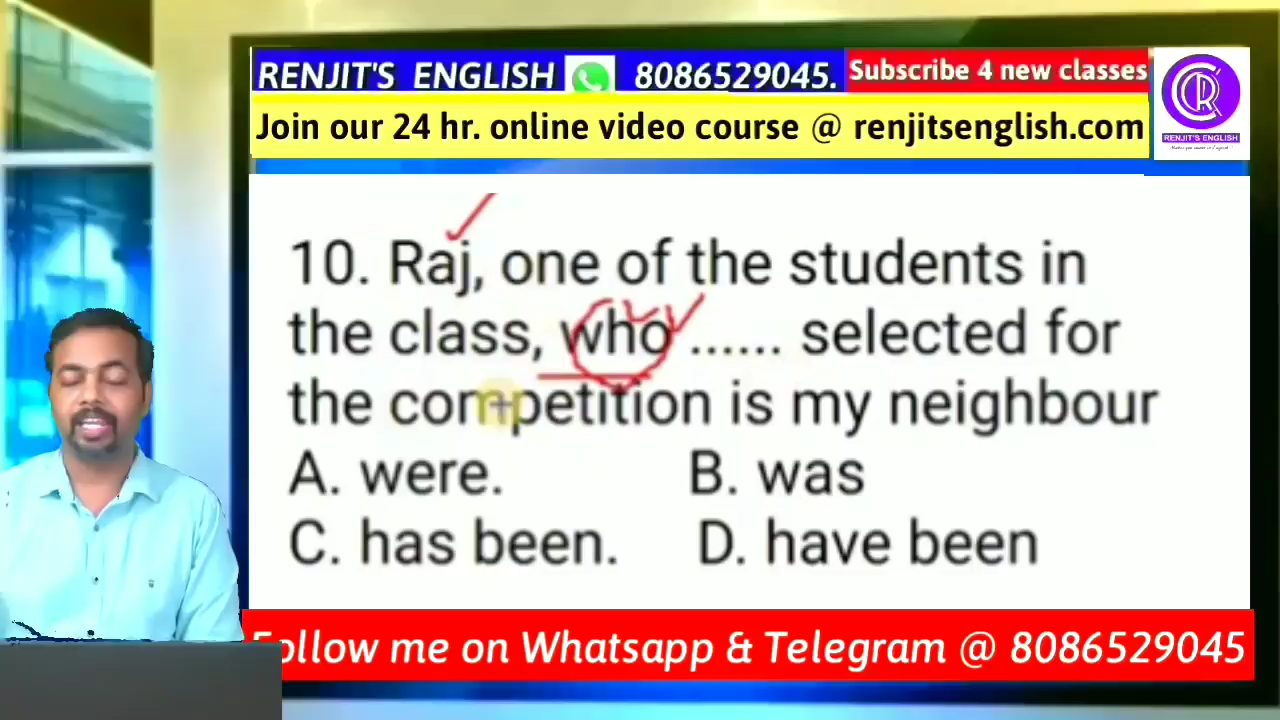 RENJIT'S ENGLISH 8086529045. Subscribe 4 new classes
Join our 24 hr. online video course @ renjitsenglish.com
RENJIT'S ENGLISH
10. Raj, one of the students in
the class, who ...... selected for
the competition is my neighbour
A. were. B. was
C. has been. D. have been
Follow me on Whatsapp & Telegram @ 8086529045